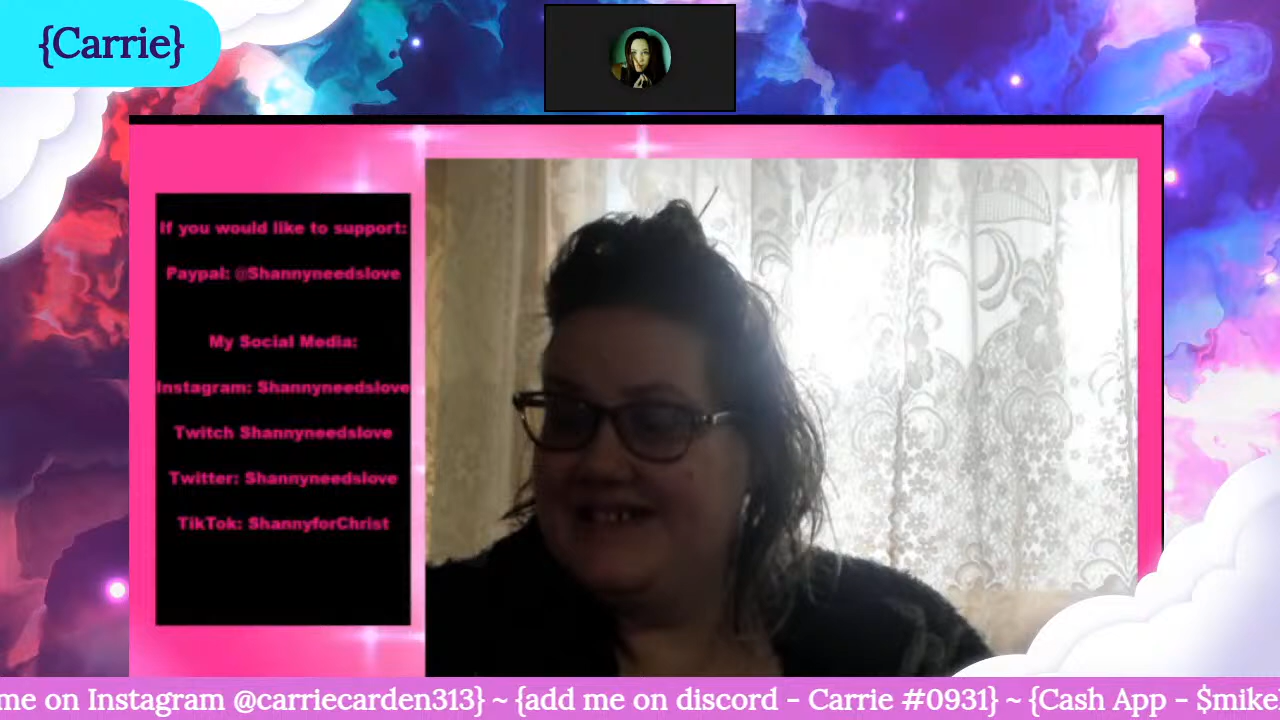 {Carrie}
If you would like to support:
Paypal: @Shannyneedslove
My Social Media:
Instagram: Shannyneedslove
Twitch Shannyneedslove
Twitter: Shannyneedslove
TikTok: ShannyforChrist
me on Instagram @carriecarden313} ~ {add me on discord - Carrie #0931} ~ {Cash App - $mike